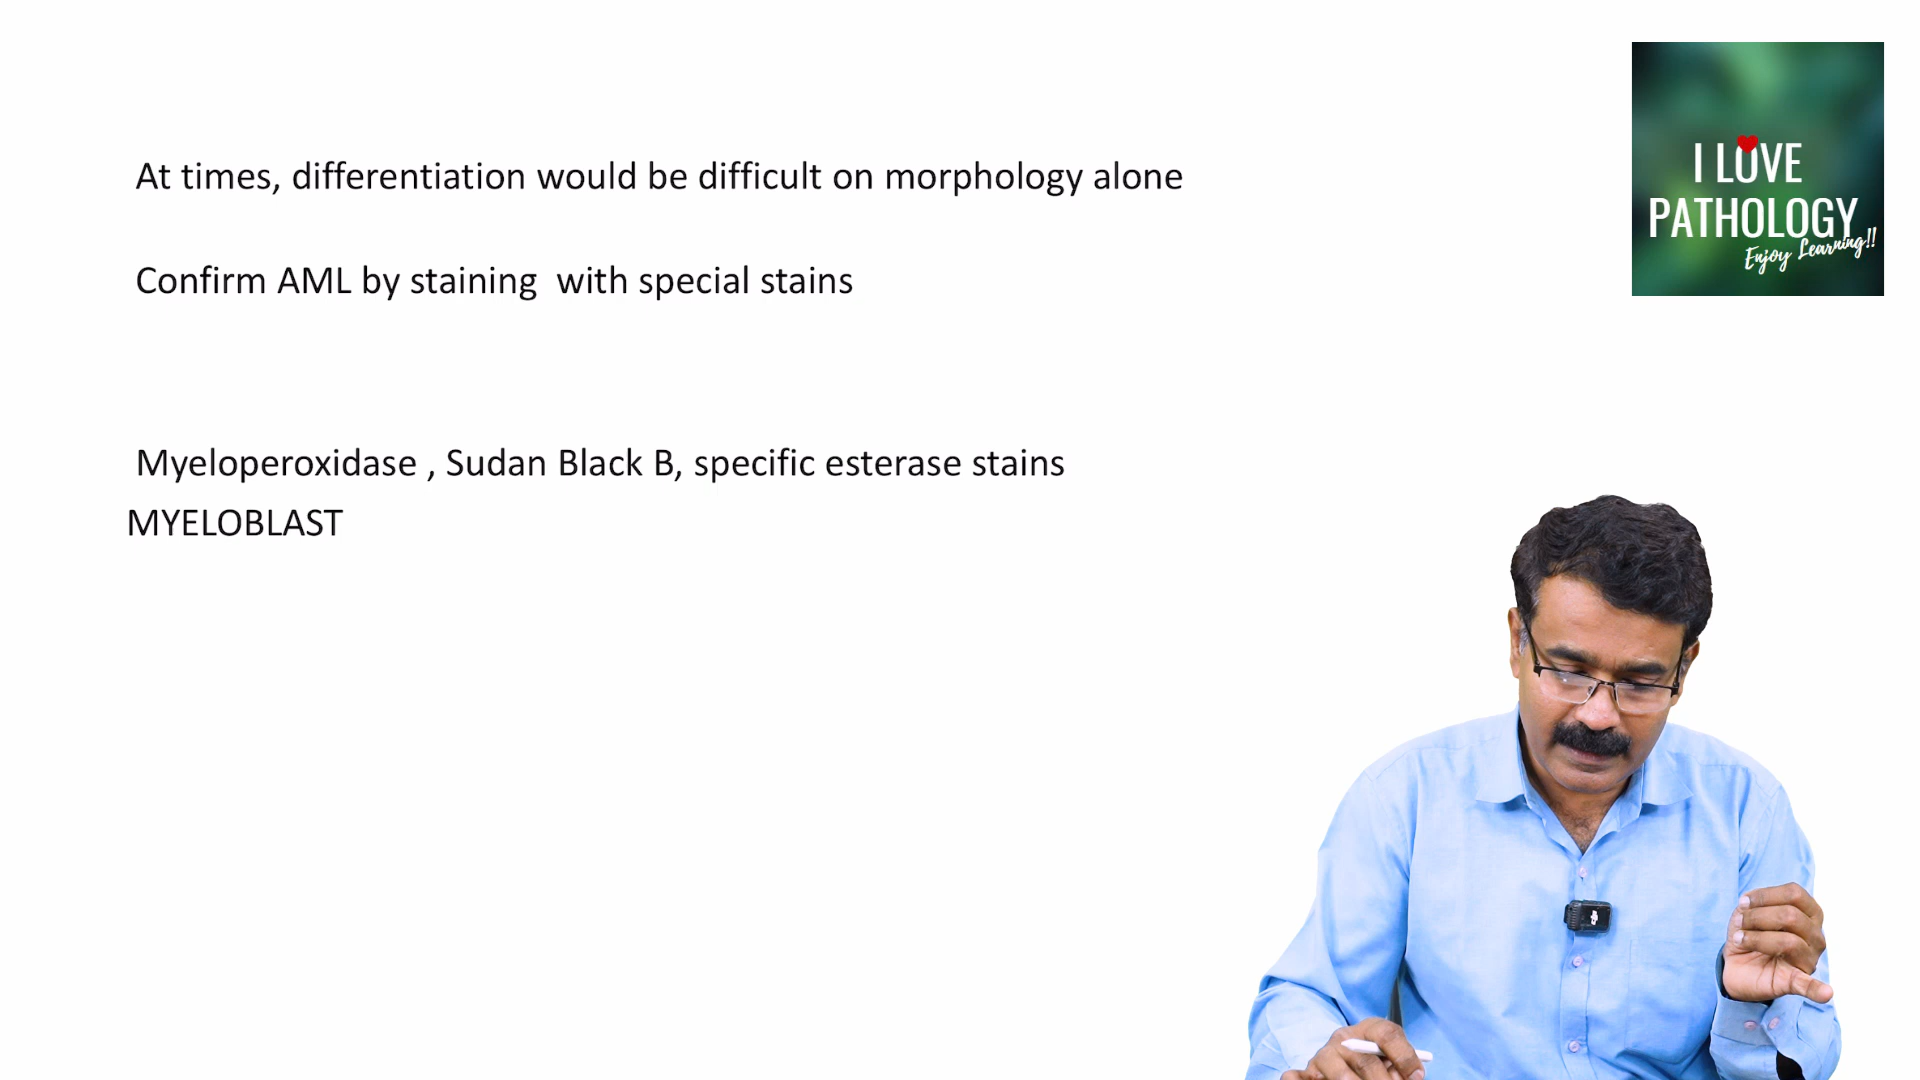 I LOVE
PATHOLOGY
Enjoy Learning!!
At times, differentiation would be difficult on morphology alone
Confirm AML by staining with special stains
Myeloperoxidase , Sudan Black B, specific esterase stains
MYELOBLAST